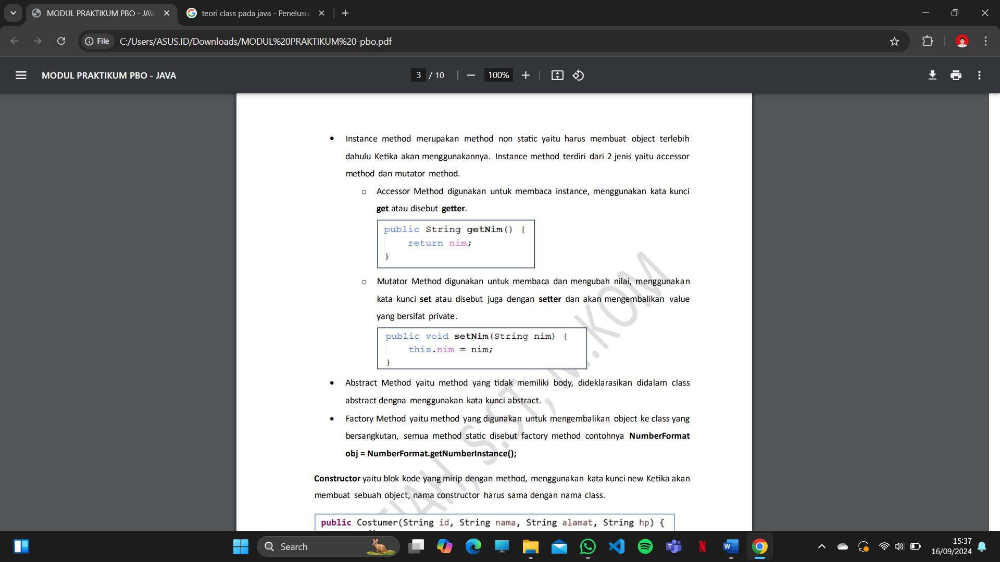 MODUL PRAKTIKUM PBO - JAV
teori class pada java - Penelusu
File
C:/Users/ASUS.ID/Downloads/MODUL%20PRAKTIKUM%20-pbo.pdf
MODUL PRAKTIKUM PBO - JAVA
3 / 10
100%
• Instance method merupakan method non static yaitu harus membuat object terlebih
dahulu Ketika akan menggunakannya. Instance method terdiri dari 2 jenis yaitu accessor
method dan mutator method.
o Accessor Method digunakan untuk membaca instance, menggunakan kata kunci
get atau disebut getter.
public String getNim() {
return nim;
}
o Mutator Method digunakan untuk membaca dan mengubah nilai, menggunakan
kata kunci set atau disebut juga dengan setter dan akan mengembalikan value
yang bersifat private.
public void setNim(String nim) {
this.nim = nim;
}
• Abstract Method yaitu method yang tidak memiliki body, dideklarasikan didalam class
abstract dengna menggunakan kata kunci abstract.
• Factory Method yaitu method yang digunakan untuk mengembalikan object ke class yang
bersangkutan, semua method static disebut factory method contohnya NumberFormat
obj = NumberFormat.getNumberInstance();
Constructor yaitu blok kode yang mirip dengan method, menggunakan kata kunci new Ketika akan
membuat sebuah object, nama constructor harus sama dengan nama class.
public Costumer(String id, String nama, String alamat, String hp) {
Search
15:37
16/09/2024